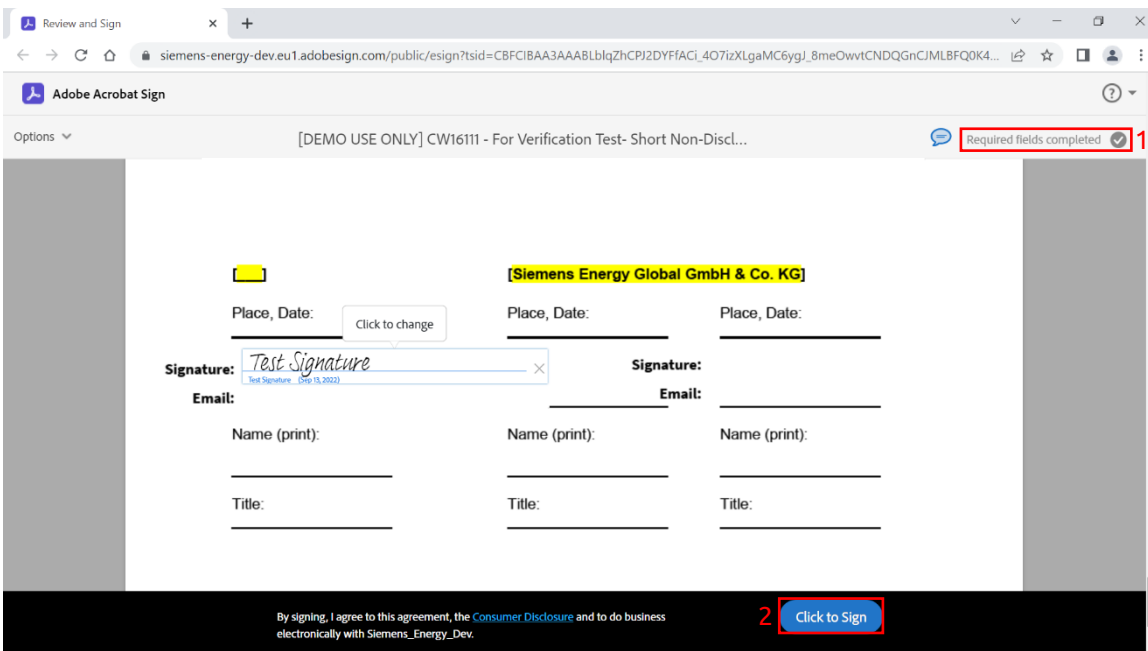 Review and Sign
siemens-energy-dev.eu1.adobesign.com/public/esign?tsid=CBFCIBAA3AAABLblqZhCPJ2DYFfACi_4O7izXLgaMC6ygJ_8meOwvtCNDQGnCJMLBFQ0K4...
Adobe Acrobat Sign
Options
[DEMO USE ONLY] CW16111 - For Verification Test- Short Non-Discl...
Required fields completed
1
[___]
[Siemens Energy Global GmbH & Co. KG]
Place, Date:
Click to change
Place, Date:
Place, Date:
Signature:
Test Signature
Test Signature (Sep 13, 2022)
Signature:
Email:
Email:
Name (print):
Name (print):
Name (print):
Title:
Title:
Title:
By signing, I agree to this agreement, the Consumer Disclosure and to do business
electronically with Siemens_Energy_Dev.
2
Click to Sign